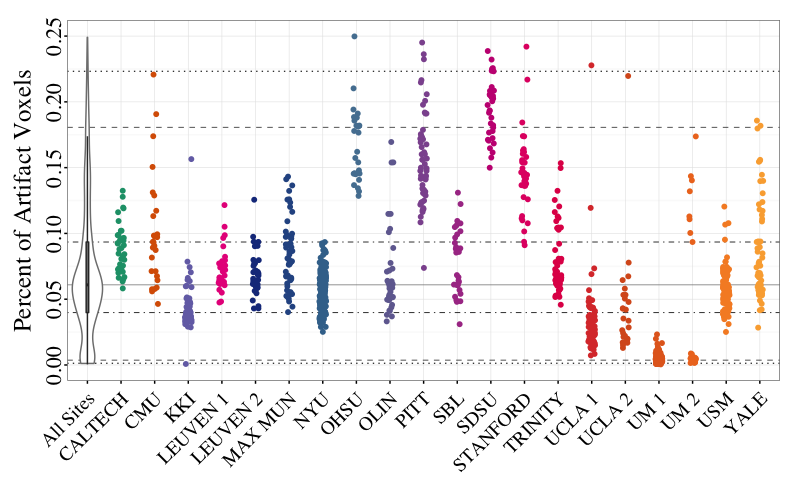 Percent of Artifact Voxels
0.25
0.20
0.15
0.10
0.05
0.00
All Sites
CALTECH
CMU
KKI
LEUVEN 1
LEUVEN 2
MAX MUN
NYU
OHSU
OLIN
PITT
SBL
SDSU
STANFORD
TRINITY
UCLA 1
UCLA 2
UM 1
UM 2
USM
YALE